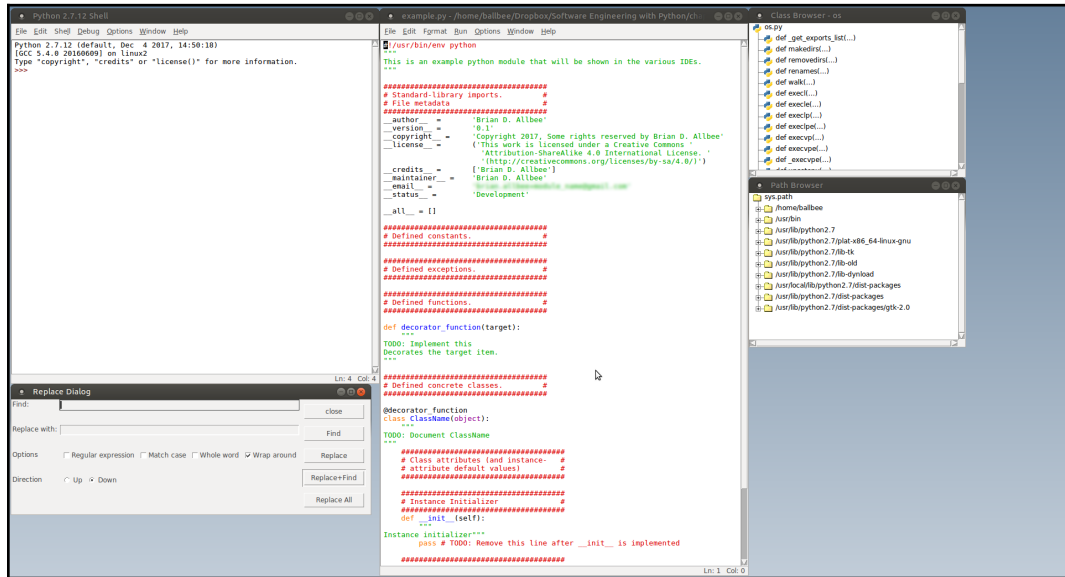 Python 2.7.12 Shell
File Edit Shell Debug Options Window Help
Python 2.7.12 (default, Dec  4 2017, 14:50:18)
[GCC 5.4.0 20160609] on linux2
Type "copyright", "credits" or "license()" for more information.
>>>
Ln: 4 Col: 4
Replace Dialog
Find:
close
Replace with:
Find
Options
Regular expression
Match case
Whole word
Wrap around
Replace
Direction
Up
Down
Replace+Find
Replace All
example.py - /home/ballbee/Dropbox/Software Engineering with Python/cha
File Edit Format Run Options Window Help
#!/usr/bin/env python
"""
This is an example python module that will be shown in the various IDEs.
"""
#####################################
# Standard-library imports.         #
# File metadata                     #
#####################################
__author__ = 'Brian D. Allbee'
__version__ = '0.1'
__copyright__ = 'Copyright 2017, Some rights reserved by Brian D. Allbee'
__license__ = ('This work is licensed under a Creative Commons '
'Attribution-ShareAlike 4.0 International License. '
'(http://creativecommons.org/licenses/by-sa/4.0/)')
__credits__ = ['Brian D. Allbee']
__maintainer__ = 'Brian D. Allbee'
__email__ =
__status__ = 'Development'
__all__ = []
#####################################
# Defined constants.                #
#####################################
#####################################
# Defined exceptions.               #
#####################################
#####################################
# Defined functions.                #
#####################################
def decorator_function(target):
"""
TODO: Implement this
Decorates the target item.
"""
#####################################
# Defined concrete classes.         #
#####################################
@decorator_function
class ClassName(object):
"""
TODO: Document ClassName
"""
#####################################
# Class attributes (and instance-   #
# attribute default values)         #
#####################################
#####################################
# Instance Initializer              #
#####################################
def __init__(self):
"""
Instance initializer"""
pass # TODO: Remove this line after __init__ is implemented
#####################################
Ln: 1 Col: 0
Class Browser - os
os.py
def _get_exports_list(...)
def makedirs(...)
def removedirs(...)
def renames(...)
def walk(...)
def execl(...)
def execle(...)
def execlp(...)
def execlpe(...)
def execvp(...)
def execvpe(...)
def _execvpe(...)
Path Browser
sys.path
/home/ballbee
/usr/bin
/usr/lib/python2.7
/usr/lib/python2.7/plat-x86_64-linux-gnu
/usr/lib/python2.7/lib-tk
/usr/lib/python2.7/lib-old
/usr/lib/python2.7/lib-dynload
/usr/local/lib/python2.7/dist-packages
/usr/lib/python2.7/dist-packages
/usr/lib/python2.7/dist-packages/gtk-2.0